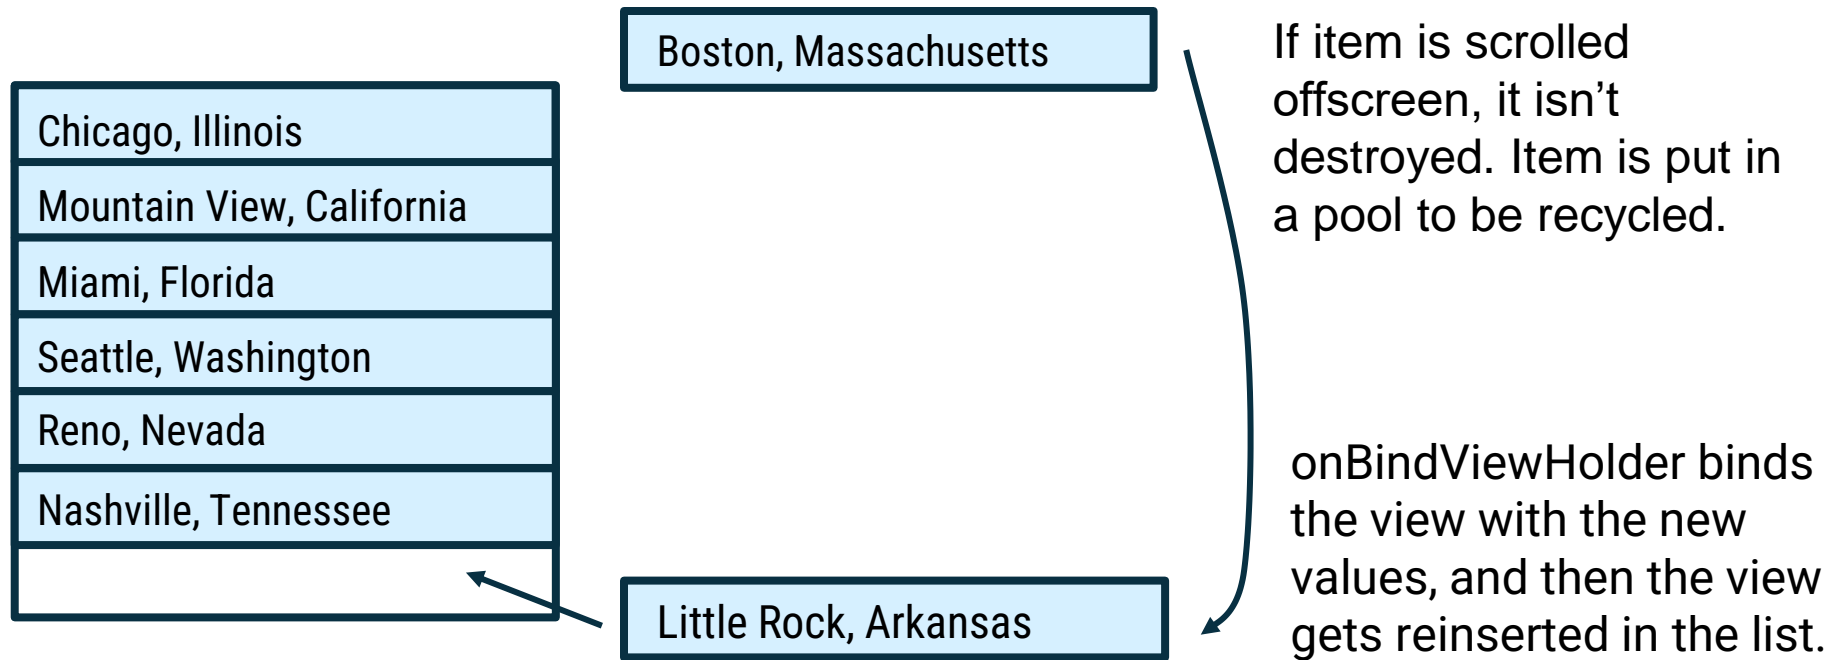 Boston, Massachusetts
If item is scrolled
offscreen, it isn’t
destroyed. Item is put in
a pool to be recycled.
Chicago, Illinois
Mountain View, California
Miami, Florida
Seattle, Washington
Reno, Nevada
Nashville, Tennessee
Little Rock, Arkansas
onBindViewHolder binds
the view with the new
values, and then the view
gets reinserted in the list.